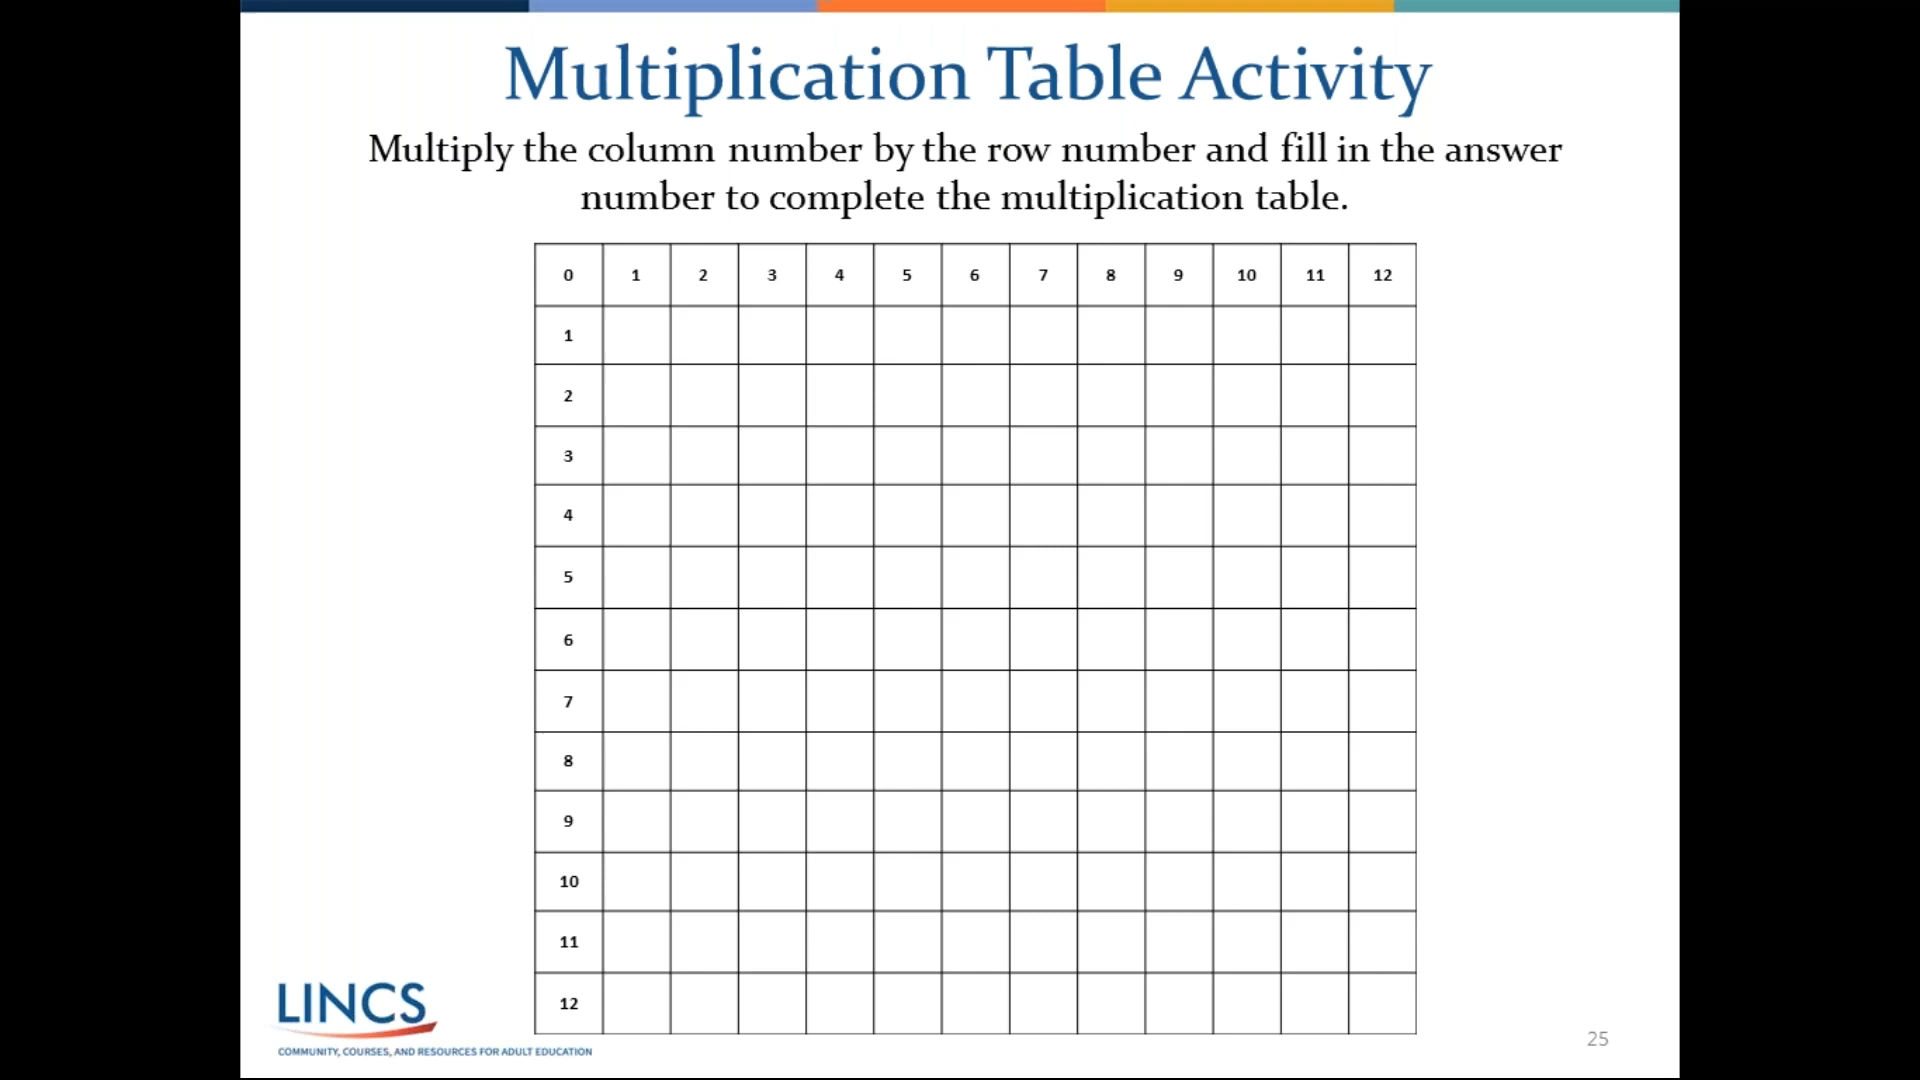 Multiplication Table Activity
Multiply the column number by the row number and fill in the answer
number to complete the multiplication table.
0 1 2 3 4 5 6 7 8 9 10 11 12
1
2
3
4
5
6
7
8
9
10
11
12
LINCS
COMMUNITY, COURSES, AND RESOURCES FOR ADULT EDUCATION
25